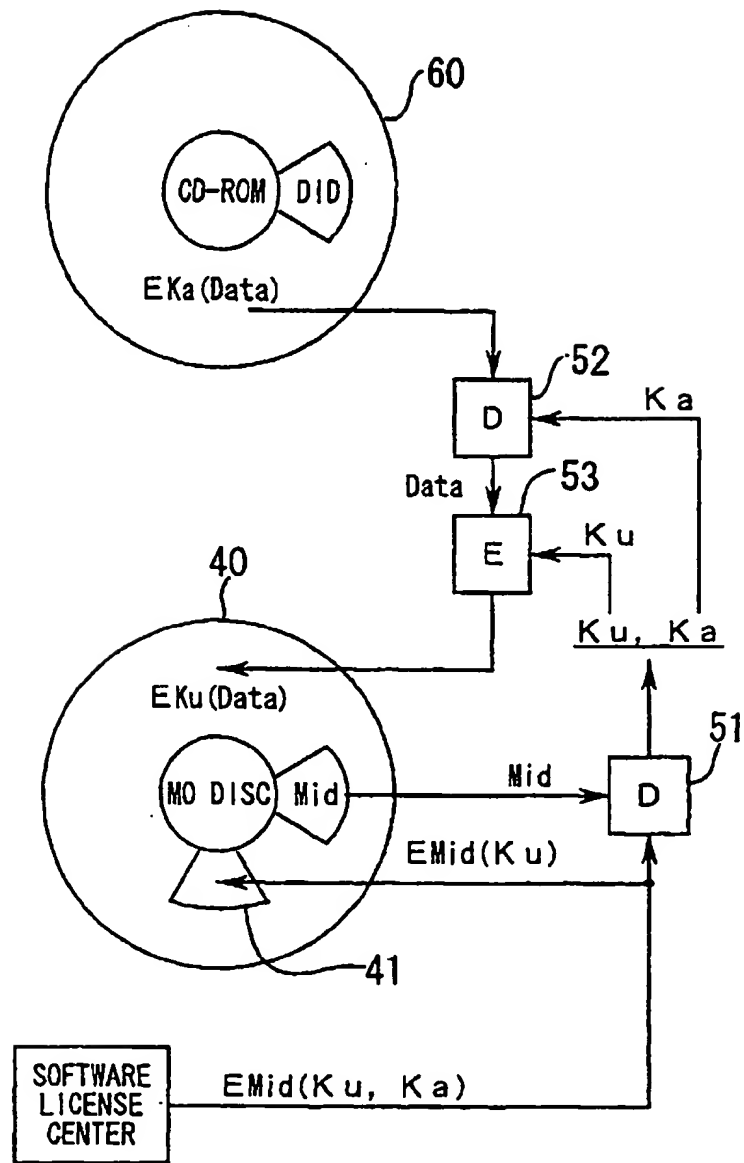 60
CD-ROM
DID
EKa(Data)
52
Ka
D
Data
53
Ku
E
40
Ku, Ka
EKu(Data)
51
MO DISC
Mid
Mid
D
EMid(Ku)
41
SOFTWARE
LICENSE
CENTER
EMid(Ku, Ka)